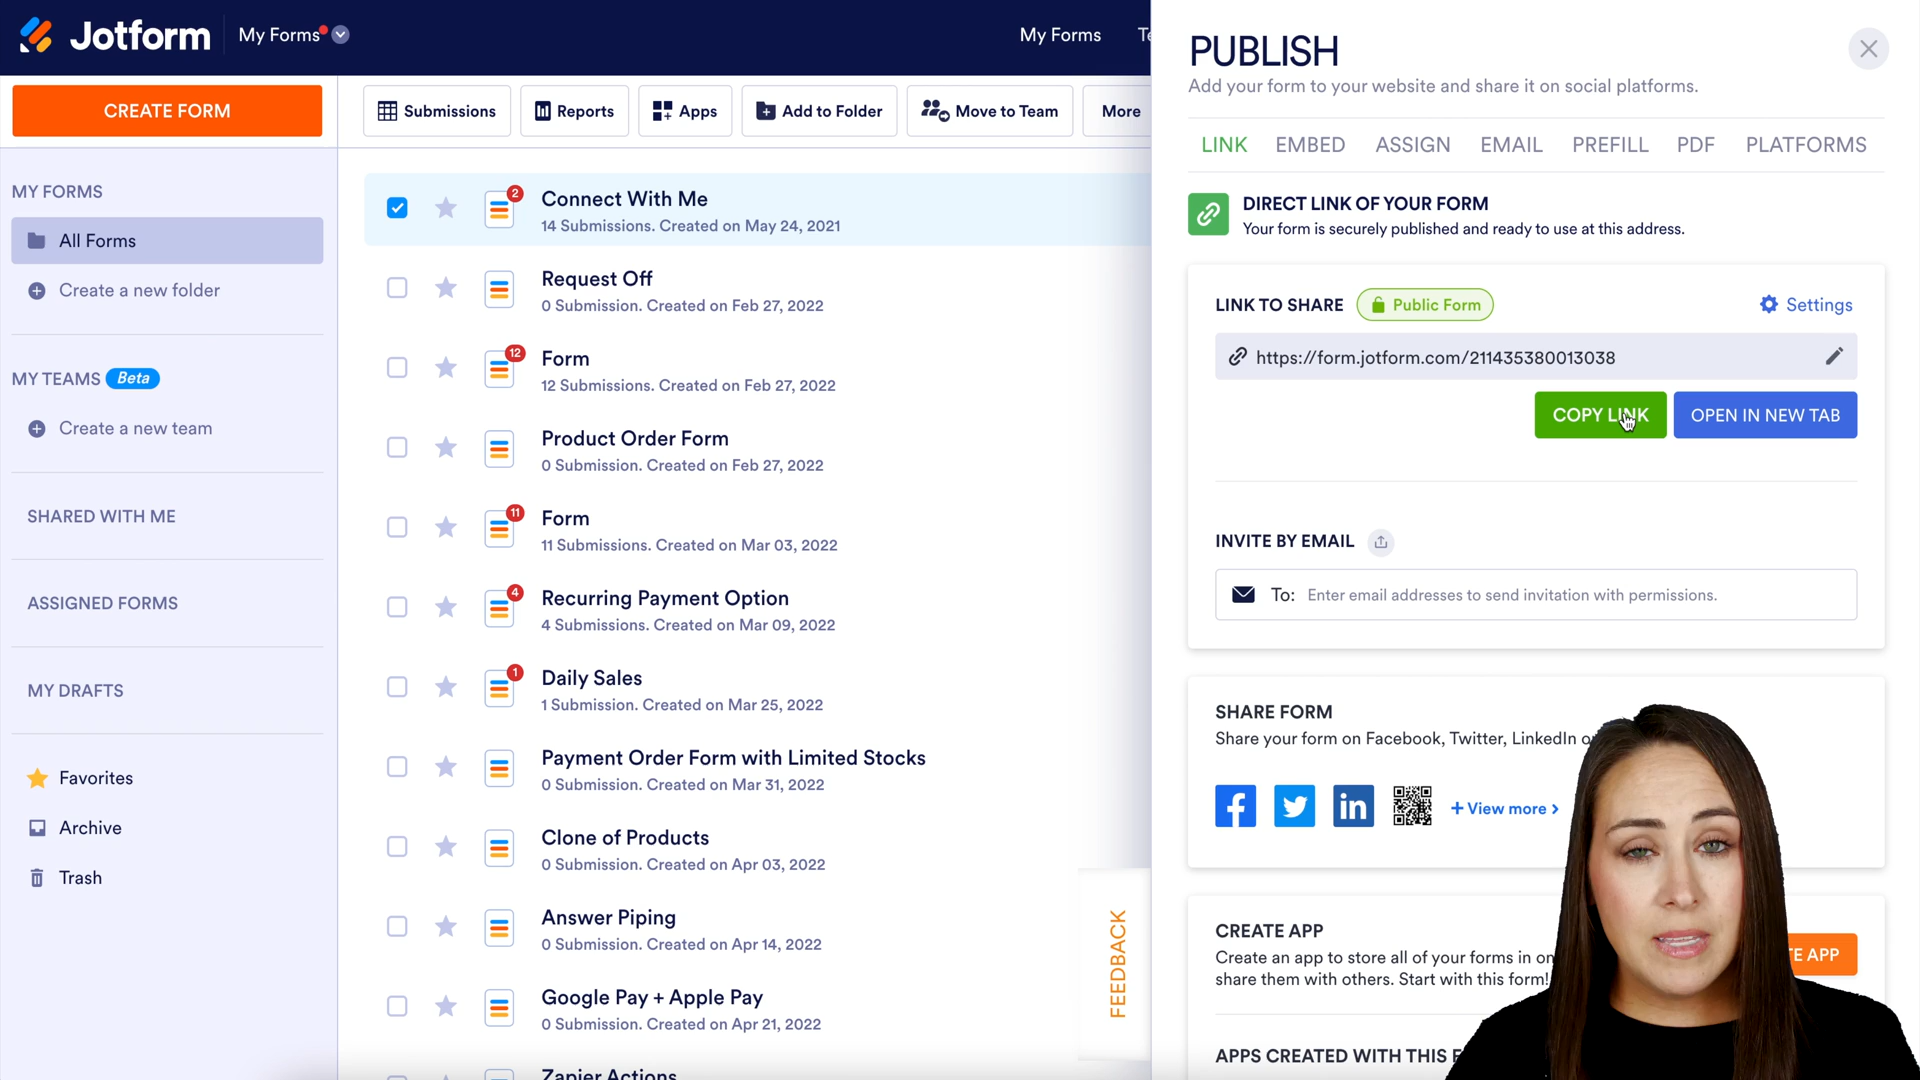 Jotform
My Forms
My Forms
CREATE FORM
MY FORMS
All Forms
Create a new folder
MY TEAMS Beta
Create a new team
SHARED WITH ME
ASSIGNED FORMS
MY DRAFTS
Favorites
Archive
Trash
Submissions
Reports
Apps
Add to Folder
Move to Team
More
2
Connect With Me
14 Submissions. Created on May 24, 2021
Request Off
0 Submission. Created on Feb 27, 2022
12
Form
12 Submissions. Created on Feb 27, 2022
Product Order Form
0 Submission. Created on Feb 27, 2022
11
Form
11 Submissions. Created on Mar 03, 2022
4
Recurring Payment Option
4 Submissions. Created on Mar 09, 2022
1
Daily Sales
1 Submission. Created on Mar 25, 2022
Payment Order Form with Limited Stocks
0 Submission. Created on Mar 31, 2022
Clone of Products
0 Submission. Created on Apr 03, 2022
Answer Piping
0 Submission. Created on Apr 14, 2022
Google Pay + Apple Pay
0 Submission. Created on Apr 21, 2022
Zapier Actions
FEEDBACK
PUBLISH
Add your form to your website and share it on social platforms.
LINK EMBED ASSIGN EMAIL PREFILL PDF PLATFORMS
DIRECT LINK OF YOUR FORM
Your form is securely published and ready to use at this address.
LINK TO SHARE Public Form Settings
https://form.jotform.com/211435380013038
COPY LINK OPEN IN NEW TAB
INVITE BY EMAIL
To: Enter email addresses to send invitation with permissions.
SHARE FORM
Share your form on Facebook, Twitter, LinkedIn
+ View more >
CREATE APP
Create an app to store all of your forms in
share them with others. Start with this form!
APP
APPS CREATED WITH THIS